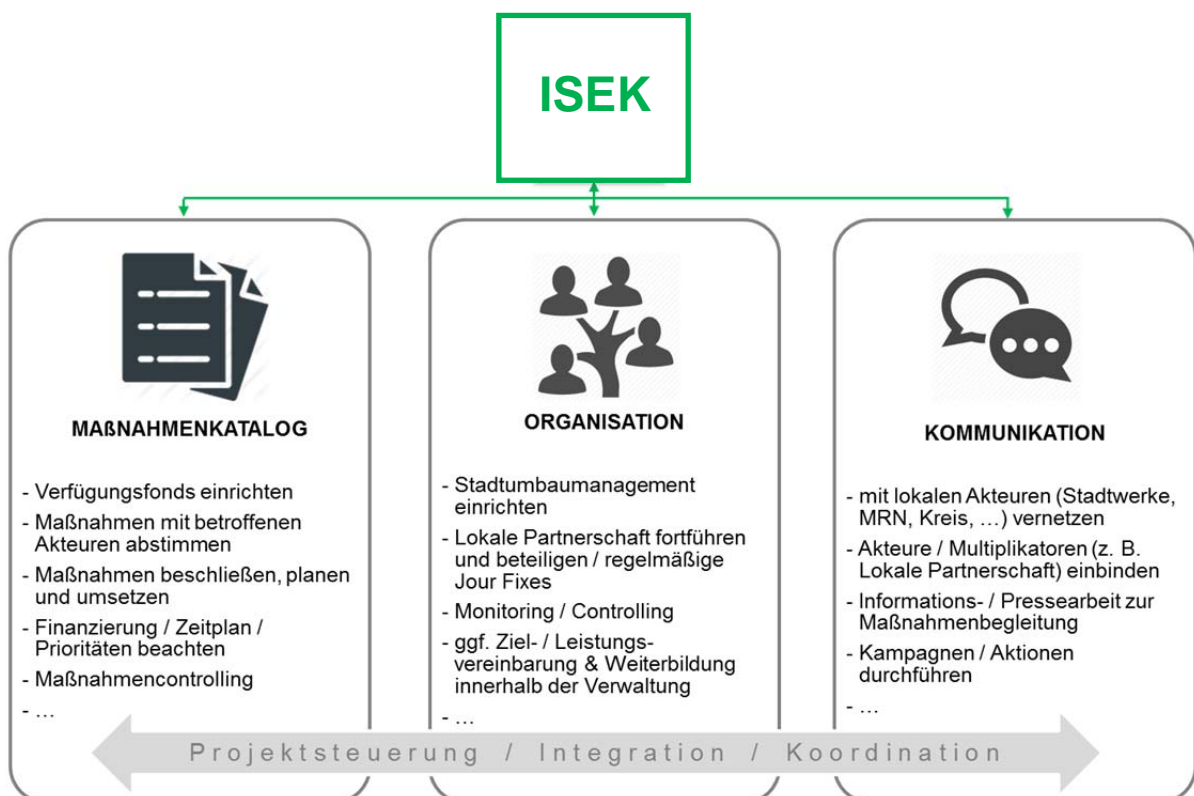 ISEK
MAßNAHMENKATALOG
- Verfügungsfonds einrichten
- Maßnahmen mit betroffenen
Akteuren abstimmen
- Maßnahmen beschließen, planen
und umsetzen
- Finanzierung / Zeitplan /
Prioritäten beachten
- Maßnahmencontrolling
- …
ORGANISATION
- Stadtumbaumanagement
einrichten
- Lokale Partnerschaft fortführen
und beteiligen / regelmäßige
Jour Fixes
- Monitoring / Controlling
- ggf. Ziel- / Leistungs-
vereinbarung & Weiterbildung
innerhalb der Verwaltung
- …
KOMMUNIKATION
- mit lokalen Akteuren (Stadtwerke,
MRN, Kreis, …) vernetzen
- Akteure / Multiplikatoren (z. B.
Lokale Partnerschaft) einbinden
- Informations- / Pressearbeit zur
Maßnahmenbegleitung
- Kampagnen / Aktionen
durchführen
- …
Projektsteuerung / Integration / Koordination